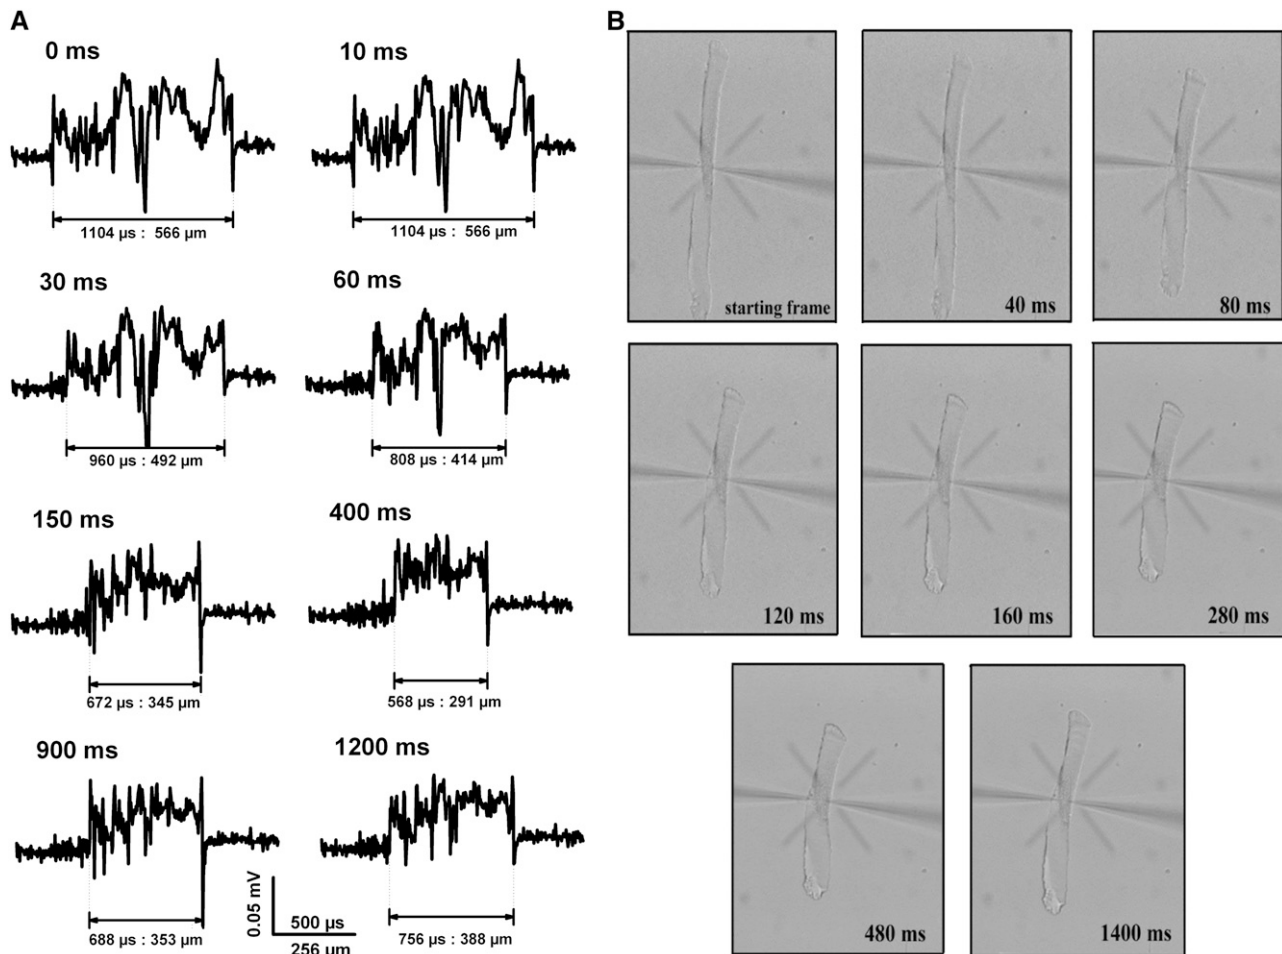 A
0 ms
10 ms
1104 µs : 566 µm
1104 µs : 566 µm
30 ms
60 ms
960 µs : 492 µm
808 µs : 414 µm
150 ms
400 ms
672 µs : 345 µm
568 µs : 291 µm
900 ms
1200 ms
0.05 mV
500 µs
256 µm
688 µs : 353 µm
756 µs : 388 µm
B
starting frame
40 ms
80 ms
120 ms
160 ms
280 ms
480 ms
1400 ms